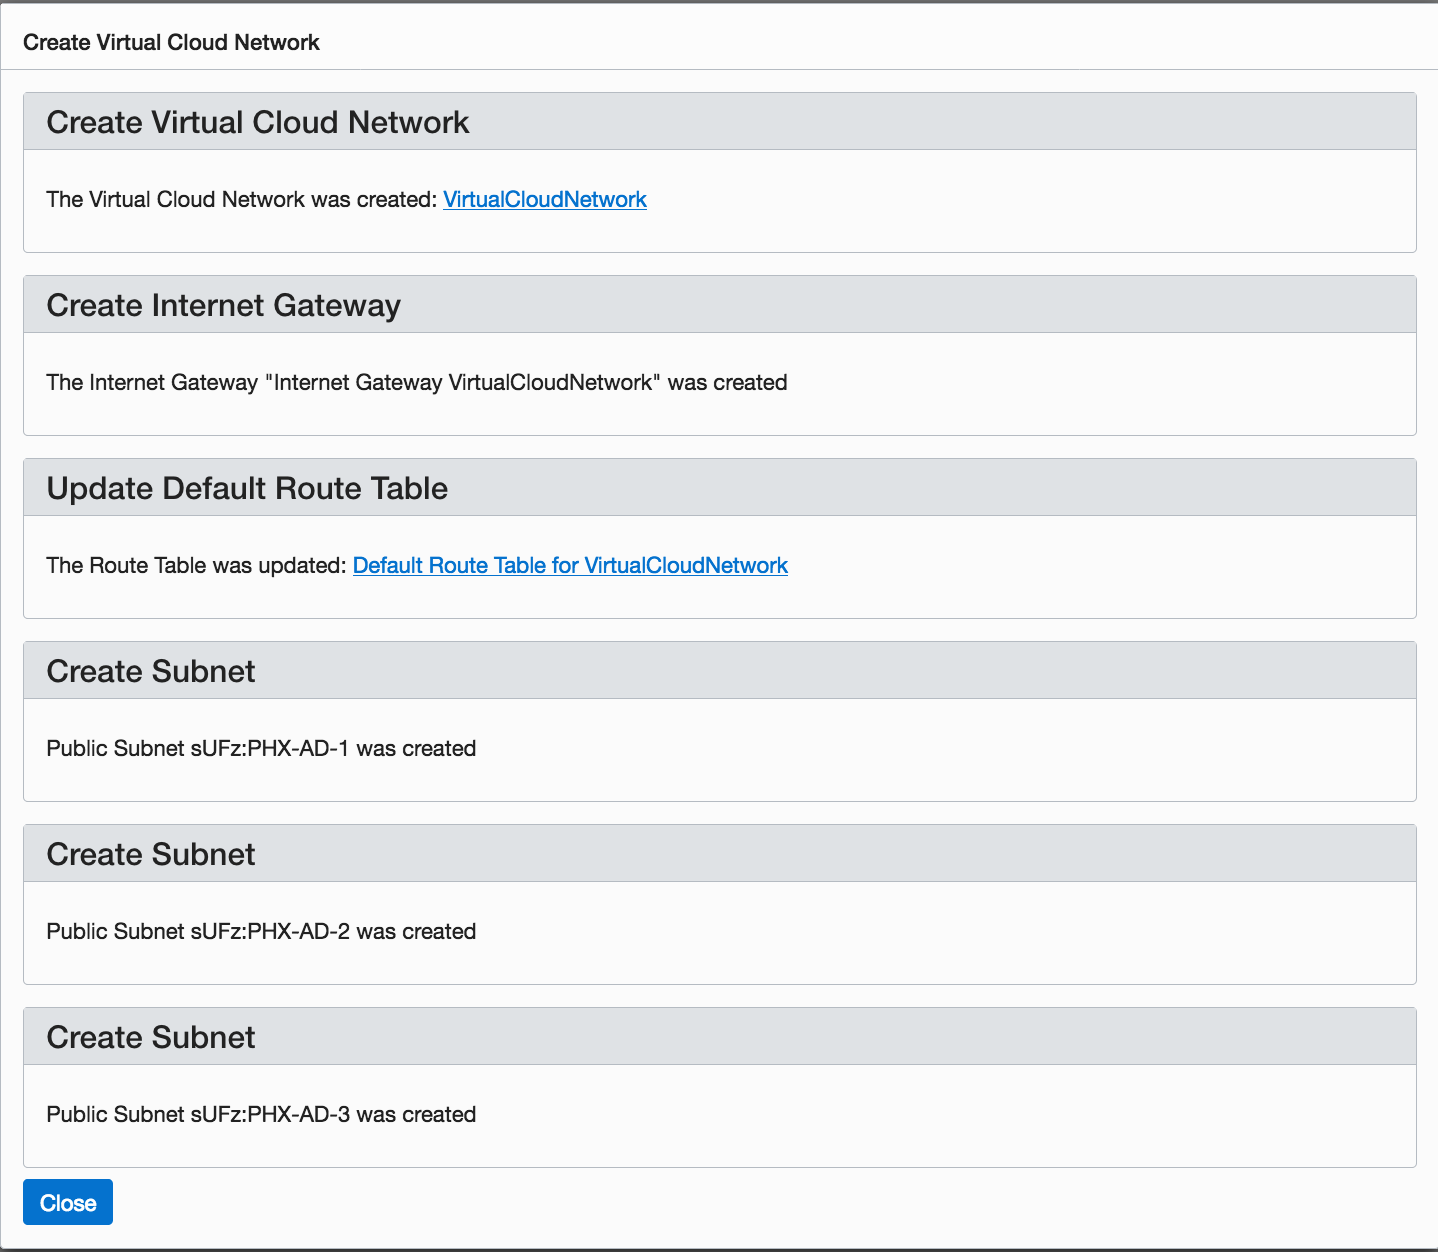 Create Virtual Cloud Network
Create Virtual Cloud Network
The Virtual Cloud Network was created: VirtualCloudNetwork
Create Internet Gateway
The Internet Gateway "Internet Gateway VirtualCloudNetwork" was created
Update Default Route Table
The Route Table was updated: Default Route Table for VirtualCloudNetwork
Create Subnet
Public Subnet sUFz:PHX-AD-1 was created
Create Subnet
Public Subnet sUFz:PHX-AD-2 was created
Create Subnet
Public Subnet sUFz:PHX-AD-3 was created
Close